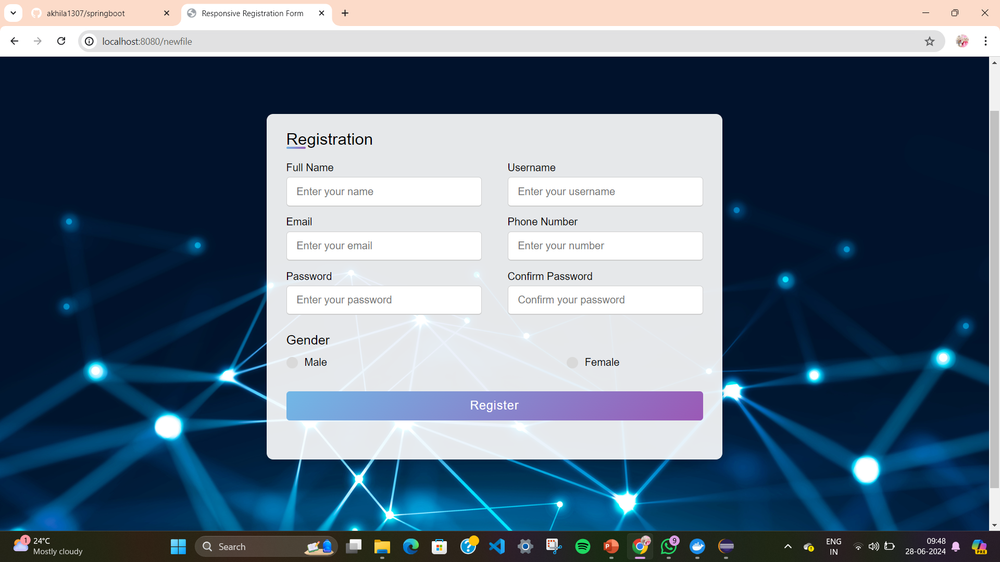 akhila1307/springboot
Responsive Registration Form
localhost:8080/newfile
Registration
Full Name
Username
Enter your name
Enter your username
Email
Phone Number
Enter your email
Enter your number
Password
Confirm Password
Enter your password
Confirm your password
Gender
Male
Female
Register
1
24°C
Mostly cloudy
Search
P
9
ENG
IN
09:48
28-06-2024
PRE